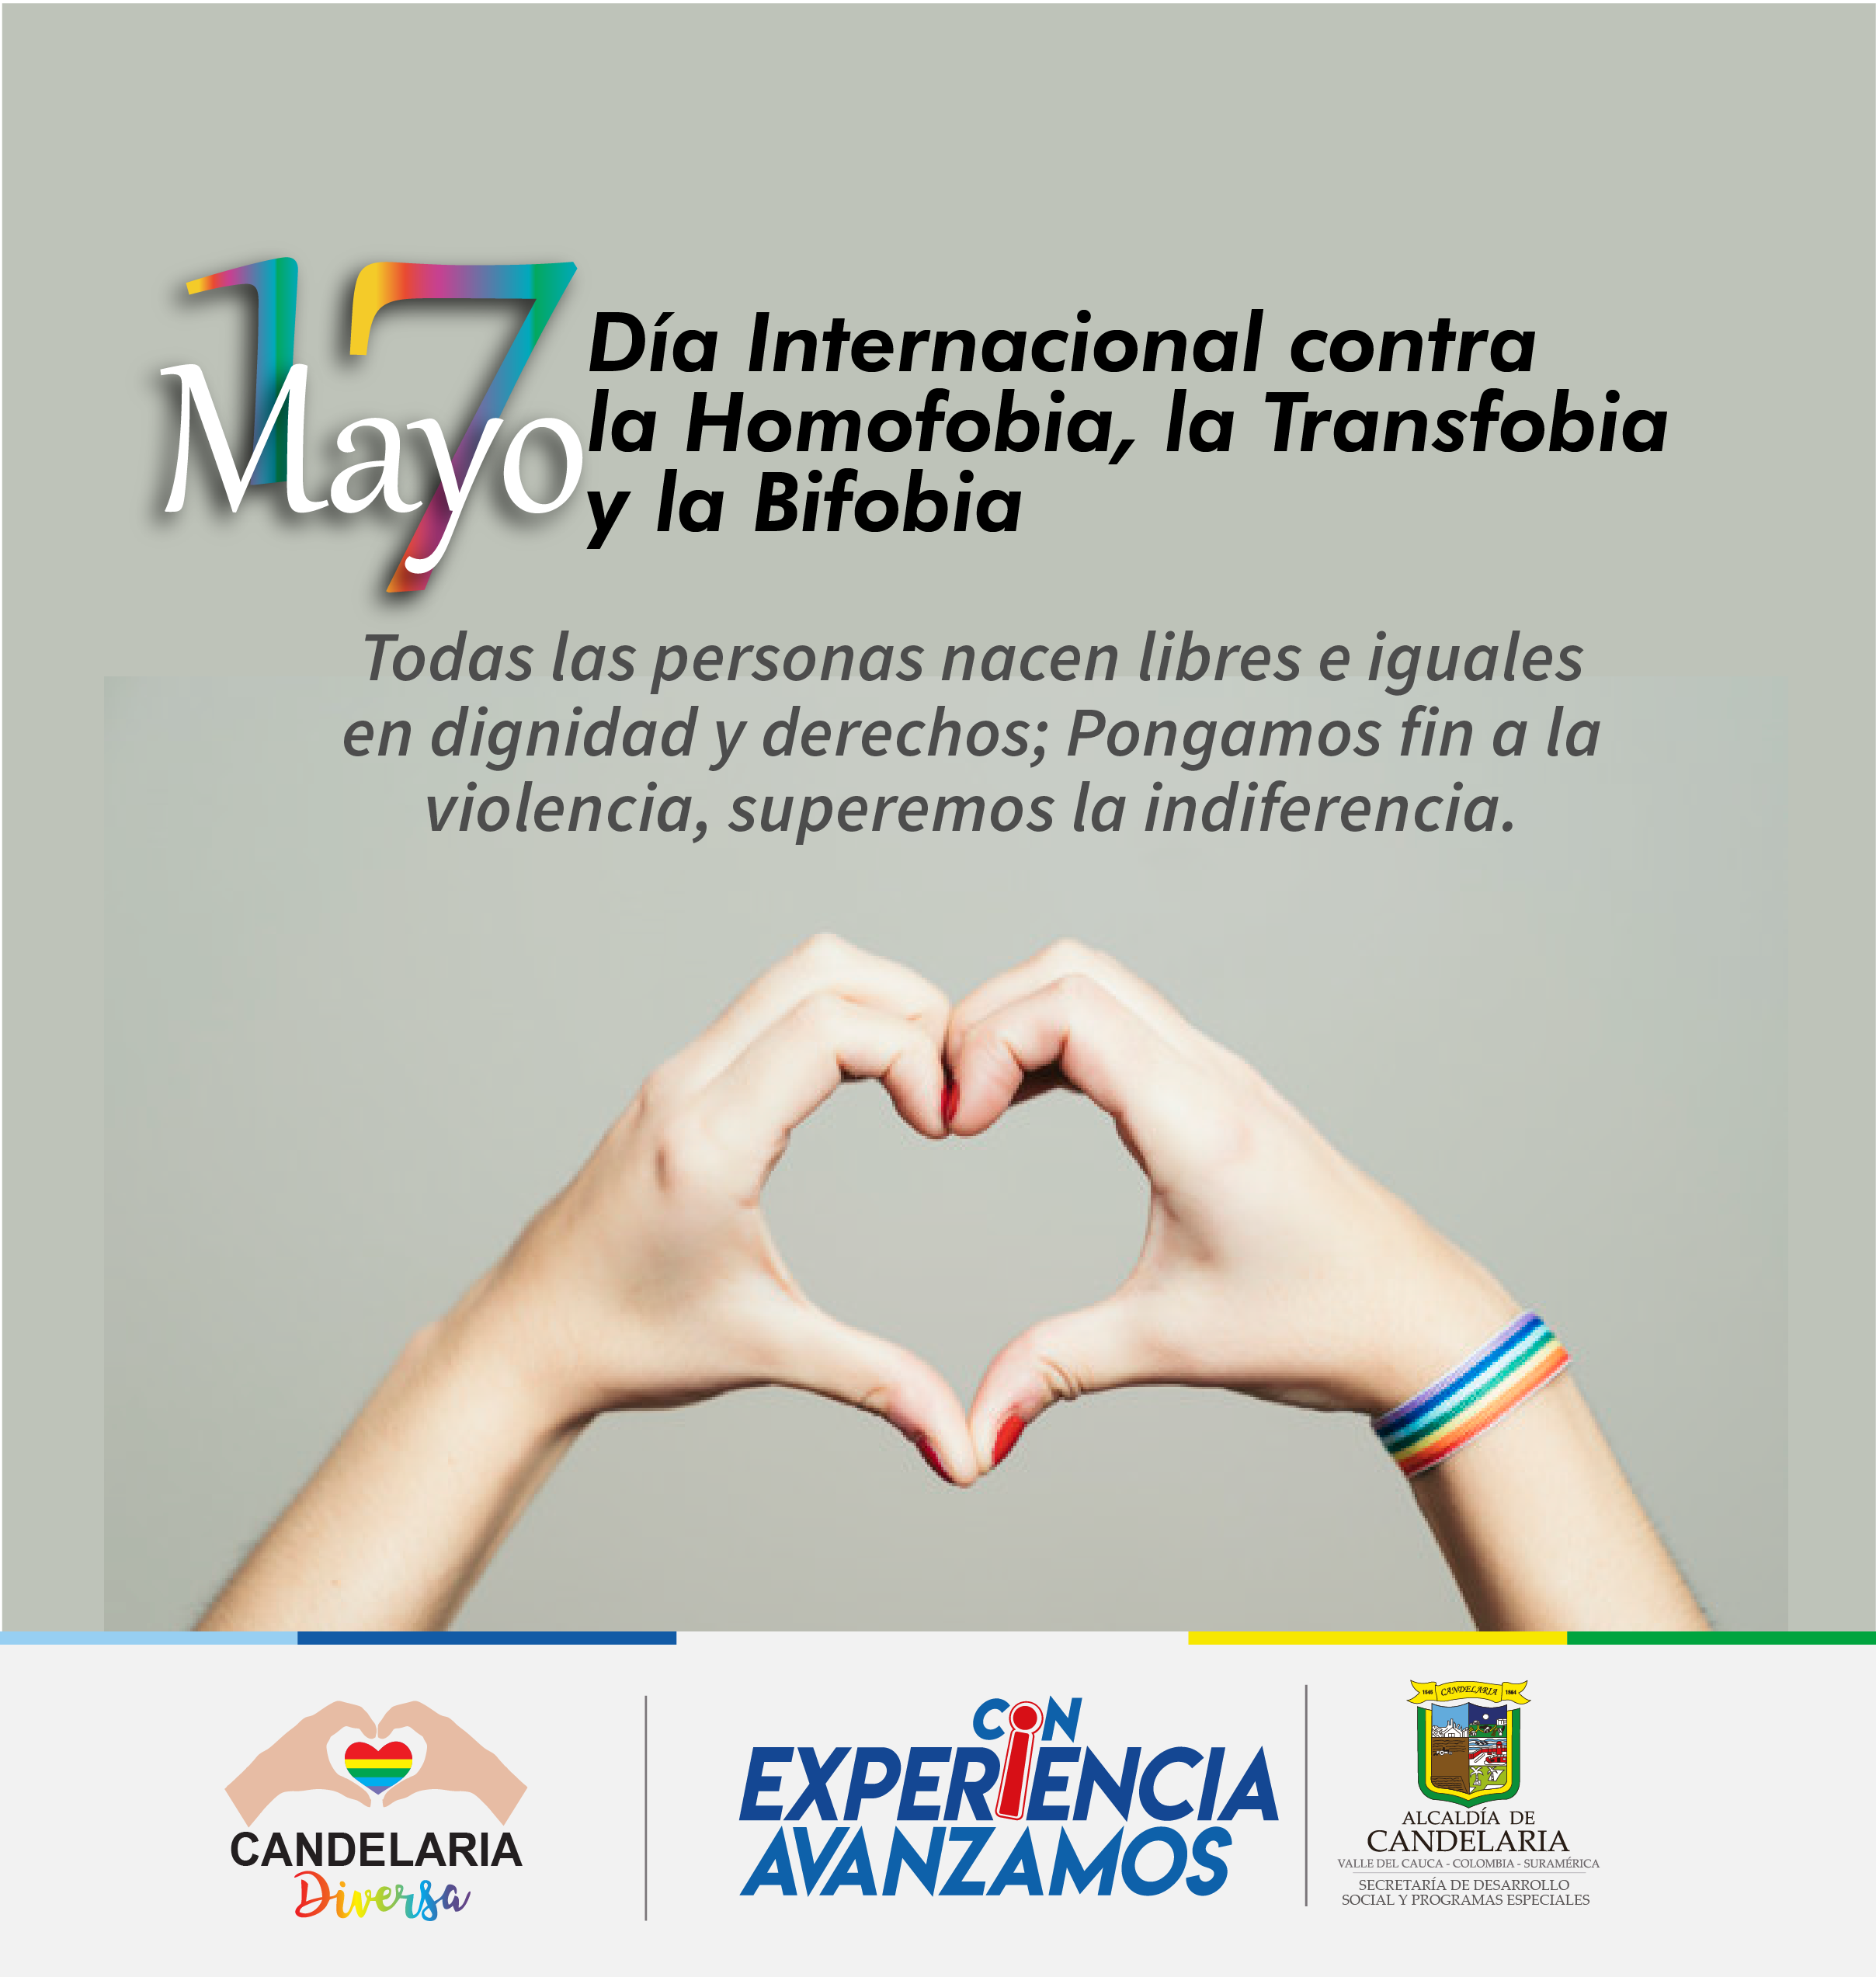 17
Mayo
Día Internacional contra
la Homofobia, la Transfobia
y la Bifobia
Todas las personas nacen libres e iguales
en dignidad y derechos; Pongamos fin a la
violencia, superemos la indiferencia.
CANDELARIA
Diversa
CON
EXPERIENCIA
AVANZAMOS
1545 CANDELARIA 1864
ALCALDÍA DE
CANDELARIA
VALLE DEL CAUCA - COLOMBIA - SURAMÉRICA
SECRETARÍA DE DESARROLLO
SOCIAL Y PROGRAMAS ESPECIALES